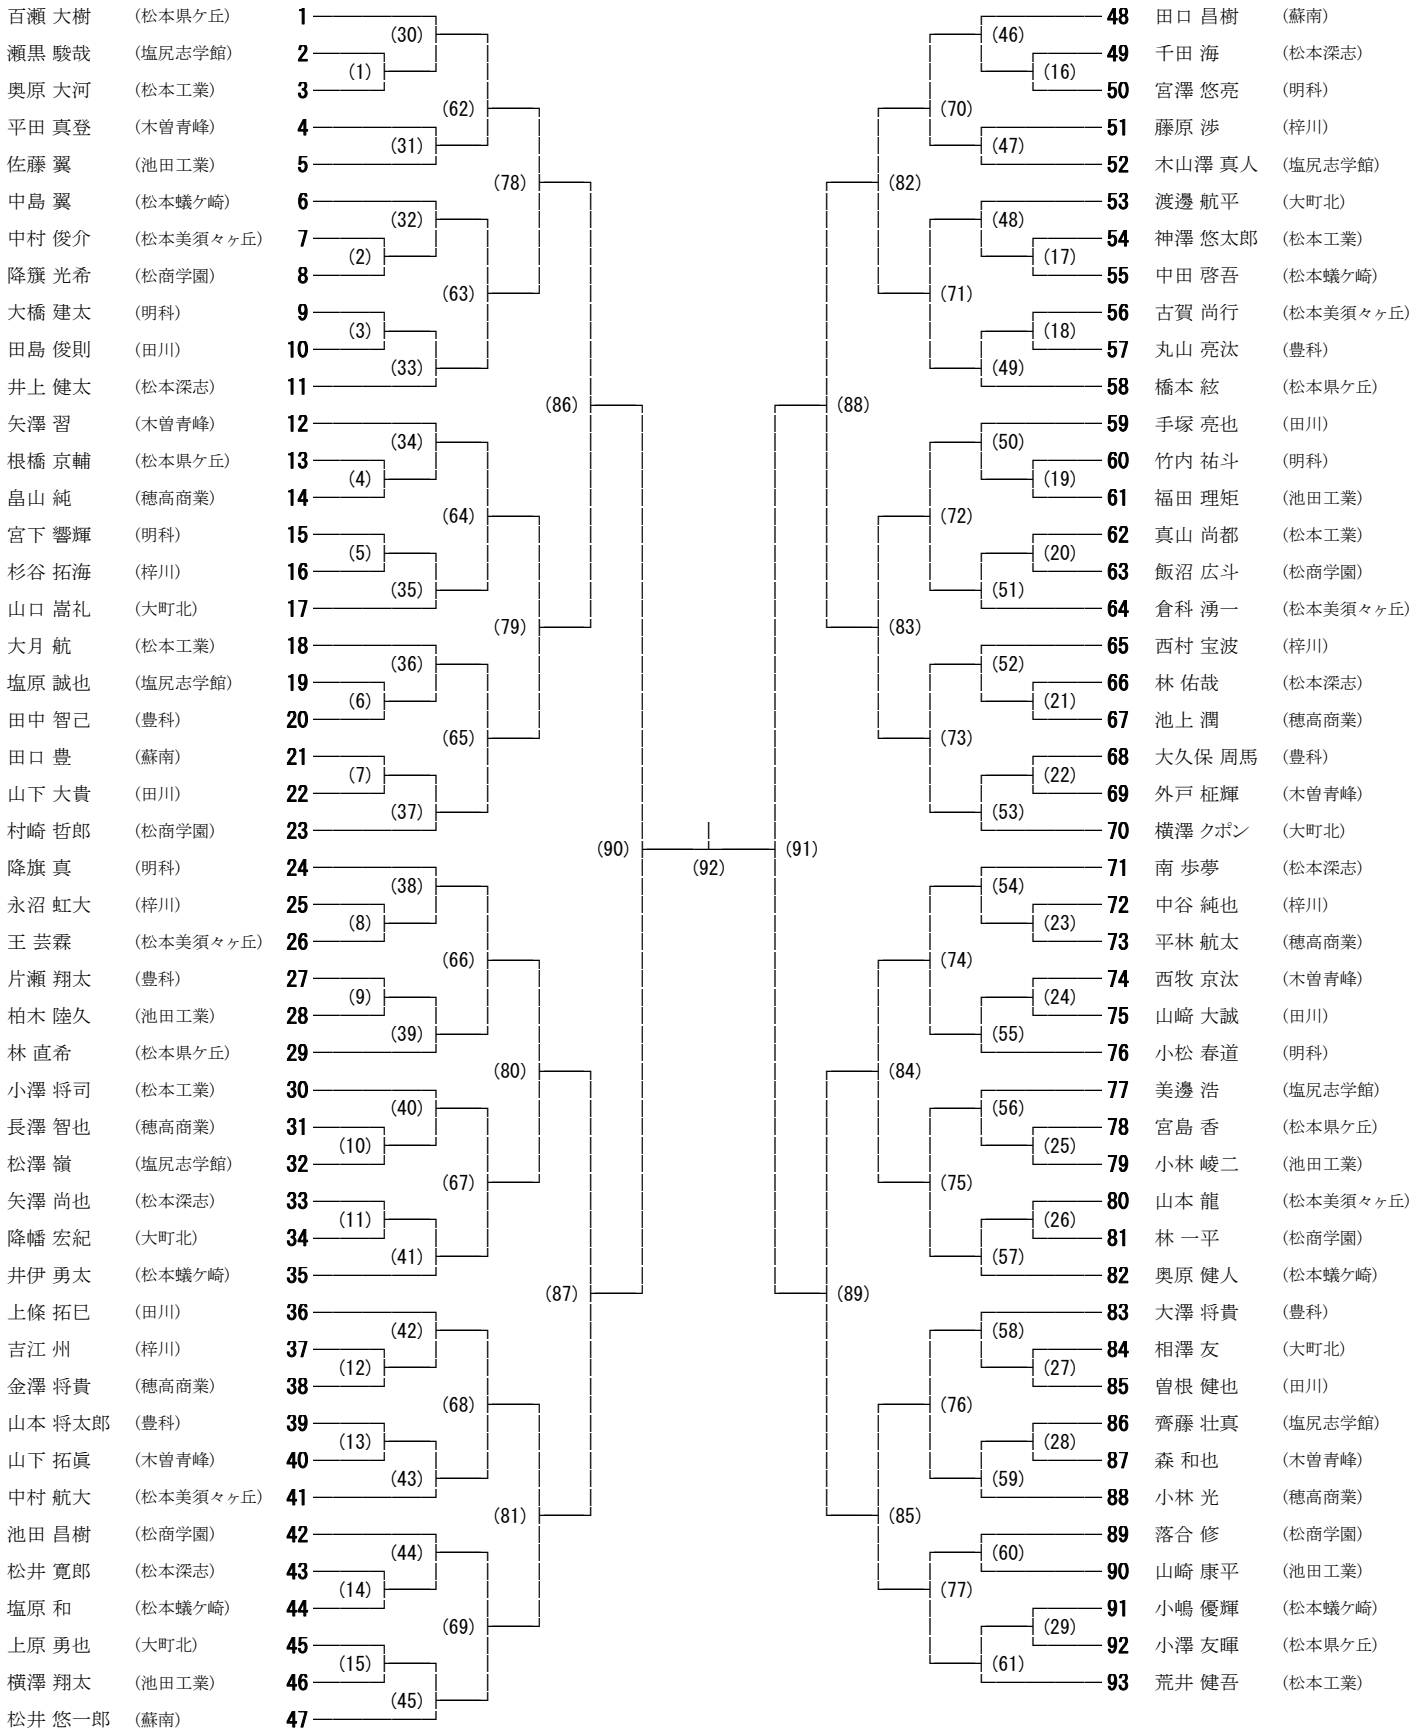 百瀬 大樹 (松本県ケ丘) 1
瀬黒 駿哉 (塩尻志学館) 2
奥原 大河 (松本工業) 3
平田 真登 (木曽青峰) 4
佐藤 翼 (池田工業) 5
中島 翼 (松本蟻ケ崎) 6
中村 俊介 (松本美須々ヶ丘) 7
降籏 光希 (松商学園) 8
大橋 建太 (明科) 9
田島 俊則 (田川) 10
井上 健太 (松本深志) 11
矢澤 習 (木曽青峰) 12
根橋 京輔 (松本県ケ丘) 13
畠山 純 (穂高商業) 14
宮下 響輝 (明科) 15
杉谷 拓海 (梓川) 16
山口 嵩礼 (大町北) 17
大月 航 (松本工業) 18
塩原 誠也 (塩尻志学館) 19
田中 智己 (豊科) 20
田口 豊 (蘇南) 21
山下 大貴 (田川) 22
村崎 哲郎 (松商学園) 23
降旗 真 (明科) 24
永沼 虹大 (梓川) 25
王 芸霖 (松本美須々ヶ丘) 26
片瀬 翔太 (豊科) 27
柏木 陸久 (池田工業) 28
林 直希 (松本県ケ丘) 29
小澤 将司 (松本工業) 30
長澤 智也 (穂高商業) 31
松澤 嶺 (塩尻志学館) 32
矢澤 尚也 (松本深志) 33
降幡 宏紀 (大町北) 34
井伊 勇太 (松本蟻ケ崎) 35
上條 拓巳 (田川) 36
吉江 州 (梓川) 37
金澤 将貴 (穂高商業) 38
山本 将太郎 (豊科) 39
山下 拓眞 (木曽青峰) 40
中村 航大 (松本美須々ヶ丘) 41
池田 昌樹 (松商学園) 42
松井 寛郎 (松本深志) 43
塩原 和 (松本蟻ケ崎) 44
上原 勇也 (大町北) 45
横澤 翔太 (池田工業) 46
松井 悠一郎 (蘇南) 47
(1)
(2)
(3)
(4)
(5)
(6)
(7)
(8)
(9)
(10)
(11)
(12)
(13)
(14)
(15)
(30)
(31)
(32)
(33)
(34)
(35)
(36)
(37)
(38)
(39)
(40)
(41)
(42)
(43)
(44)
(45)
(62)
(63)
(64)
(65)
(66)
(67)
(68)
(69)
(78)
(79)
(80)
(81)
(86)
(87)
(90)
(92)
(91)
(88)
(89)
(82)
(83)
(84)
(85)
(70)
(71)
(72)
(73)
(74)
(75)
(76)
(77)
(46)
(47)
(48)
(49)
(50)
(51)
(52)
(53)
(54)
(55)
(56)
(57)
(58)
(59)
(60)
(61)
(16)
(17)
(18)
(19)
(20)
(21)
(22)
(23)
(24)
(25)
(26)
(27)
(28)
(29)
48 田口 昌樹 (蘇南)
49 千田 海 (松本深志)
50 宮澤 悠亮 (明科)
51 藤原 渉 (梓川)
52 木山澤 真人 (塩尻志学館)
53 渡邊 航平 (大町北)
54 神澤 悠太郎 (松本工業)
55 中田 啓吾 (松本蟻ケ崎)
56 古賀 尚行 (松本美須々ヶ丘)
57 丸山 亮汰 (豊科)
58 橋本 絃 (松本県ケ丘)
59 手塚 亮也 (田川)
60 竹内 祐斗 (明科)
61 福田 理矩 (池田工業)
62 真山 尚都 (松本工業)
63 飯沼 広斗 (松商学園)
64 倉科 湧一 (松本美須々ヶ丘)
65 西村 宝波 (梓川)
66 林 佑哉 (松本深志)
67 池上 潤 (穂高商業)
68 大久保 周馬 (豊科)
69 外戸 柾輝 (木曽青峰)
70 横澤 クポン (大町北)
71 南 歩夢 (松本深志)
72 中谷 純也 (梓川)
73 平林 航太 (穂高商業)
74 西牧 京汰 (木曽青峰)
75 山﨑 大誠 (田川)
76 小松 春道 (明科)
77 美邊 浩 (塩尻志学館)
78 宮島 香 (松本県ケ丘)
79 小林 崚二 (池田工業)
80 山本 龍 (松本美須々ヶ丘)
81 林 一平 (松商学園)
82 奥原 健人 (松本蟻ケ崎)
83 大澤 将貴 (豊科)
84 相澤 友 (大町北)
85 曽根 健也 (田川)
86 齊藤 壮真 (塩尻志学館)
87 森 和也 (木曽青峰)
88 小林 光 (穂高商業)
89 落合 修 (松商学園)
90 山崎 康平 (池田工業)
91 小嶋 優輝 (松本蟻ケ崎)
92 小澤 友暉 (松本県ケ丘)
93 荒井 健吾 (松本工業)